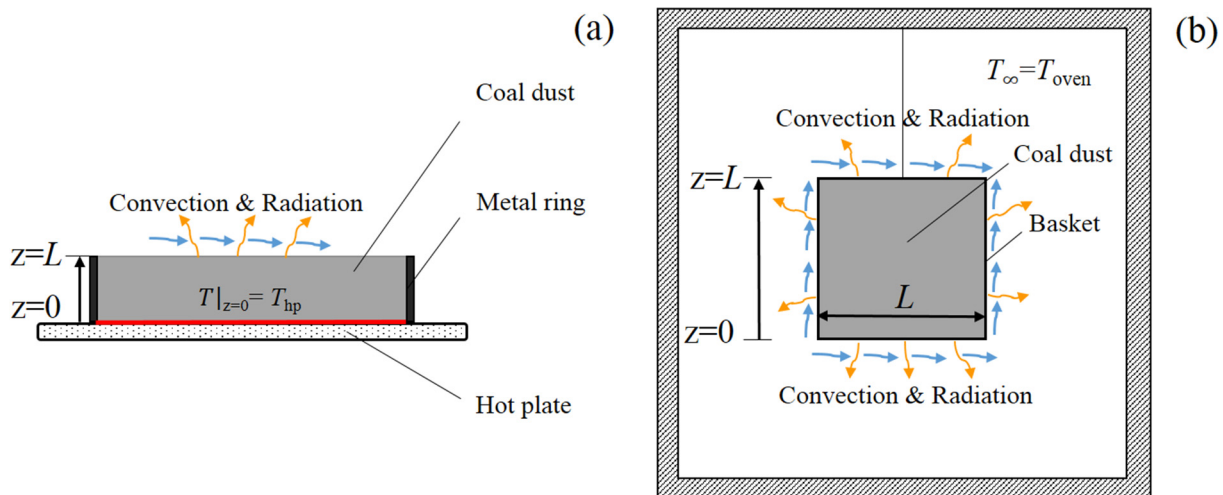 (a)
Coal dust
Convection & Radiation
Metal ring
z=L
T|z=0= Thp
z=0
Hot plate
(b)
T∞=Toven
Convection & Radiation
Coal dust
z=L
Basket
L
z=0
Convection & Radiation